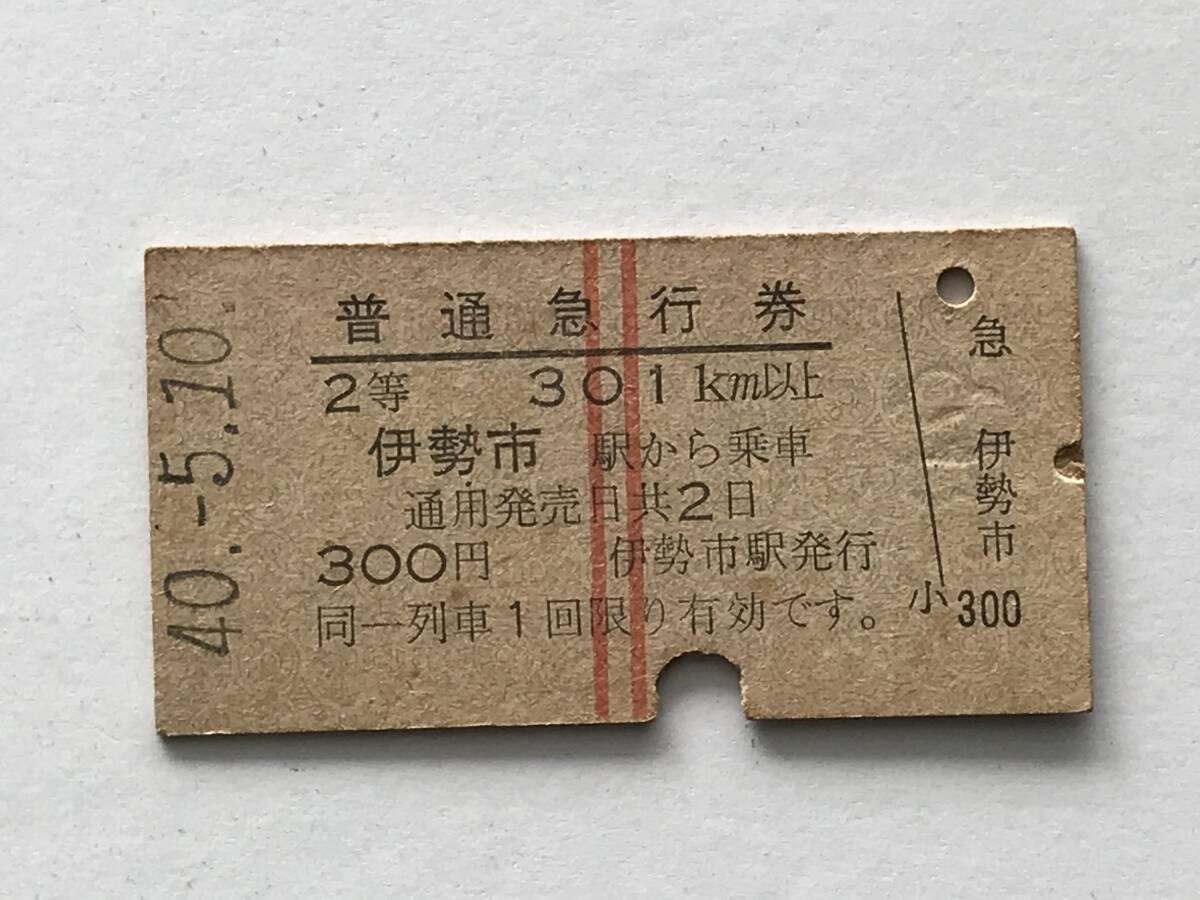 普通急行券
2等 301km以上
伊勢市 駅から乗車
通用発売日共2日
300円 伊勢市駅発行
同一列車1回限り有効です。
40.-5.10
急
伊勢市
小 300